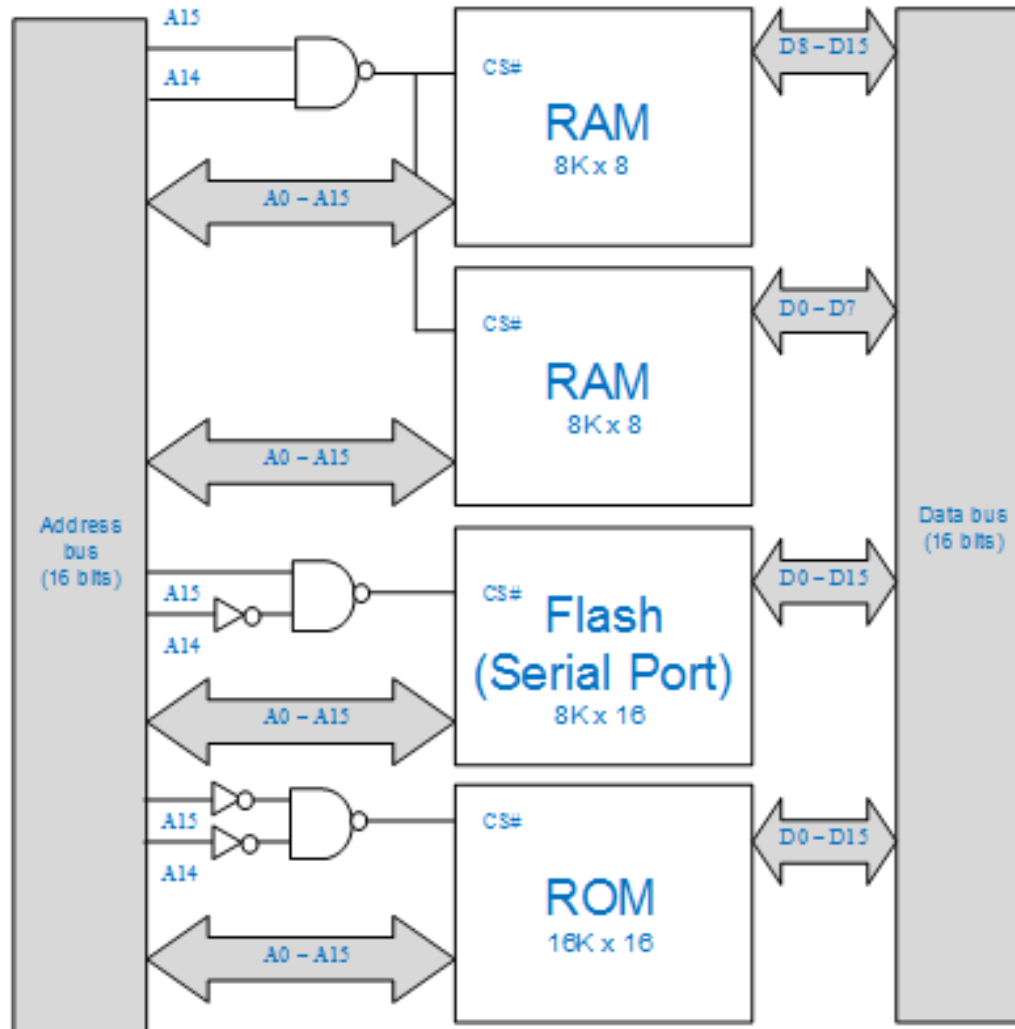 A15
A14
CS#
RAM
8K x 8
D8 – D15
A0 – A15
CS#
RAM
8K x 8
D0 – D7
A0 – A15
Address
bus
(16 bits)
Data bus
(16 bits)
A15
A14
CS#
Flash
(Serial Port)
8K x 16
D0 – D15
A0 – A15
A15
A14
CS#
ROM
16K x 16
D0 – D15
A0 – A15